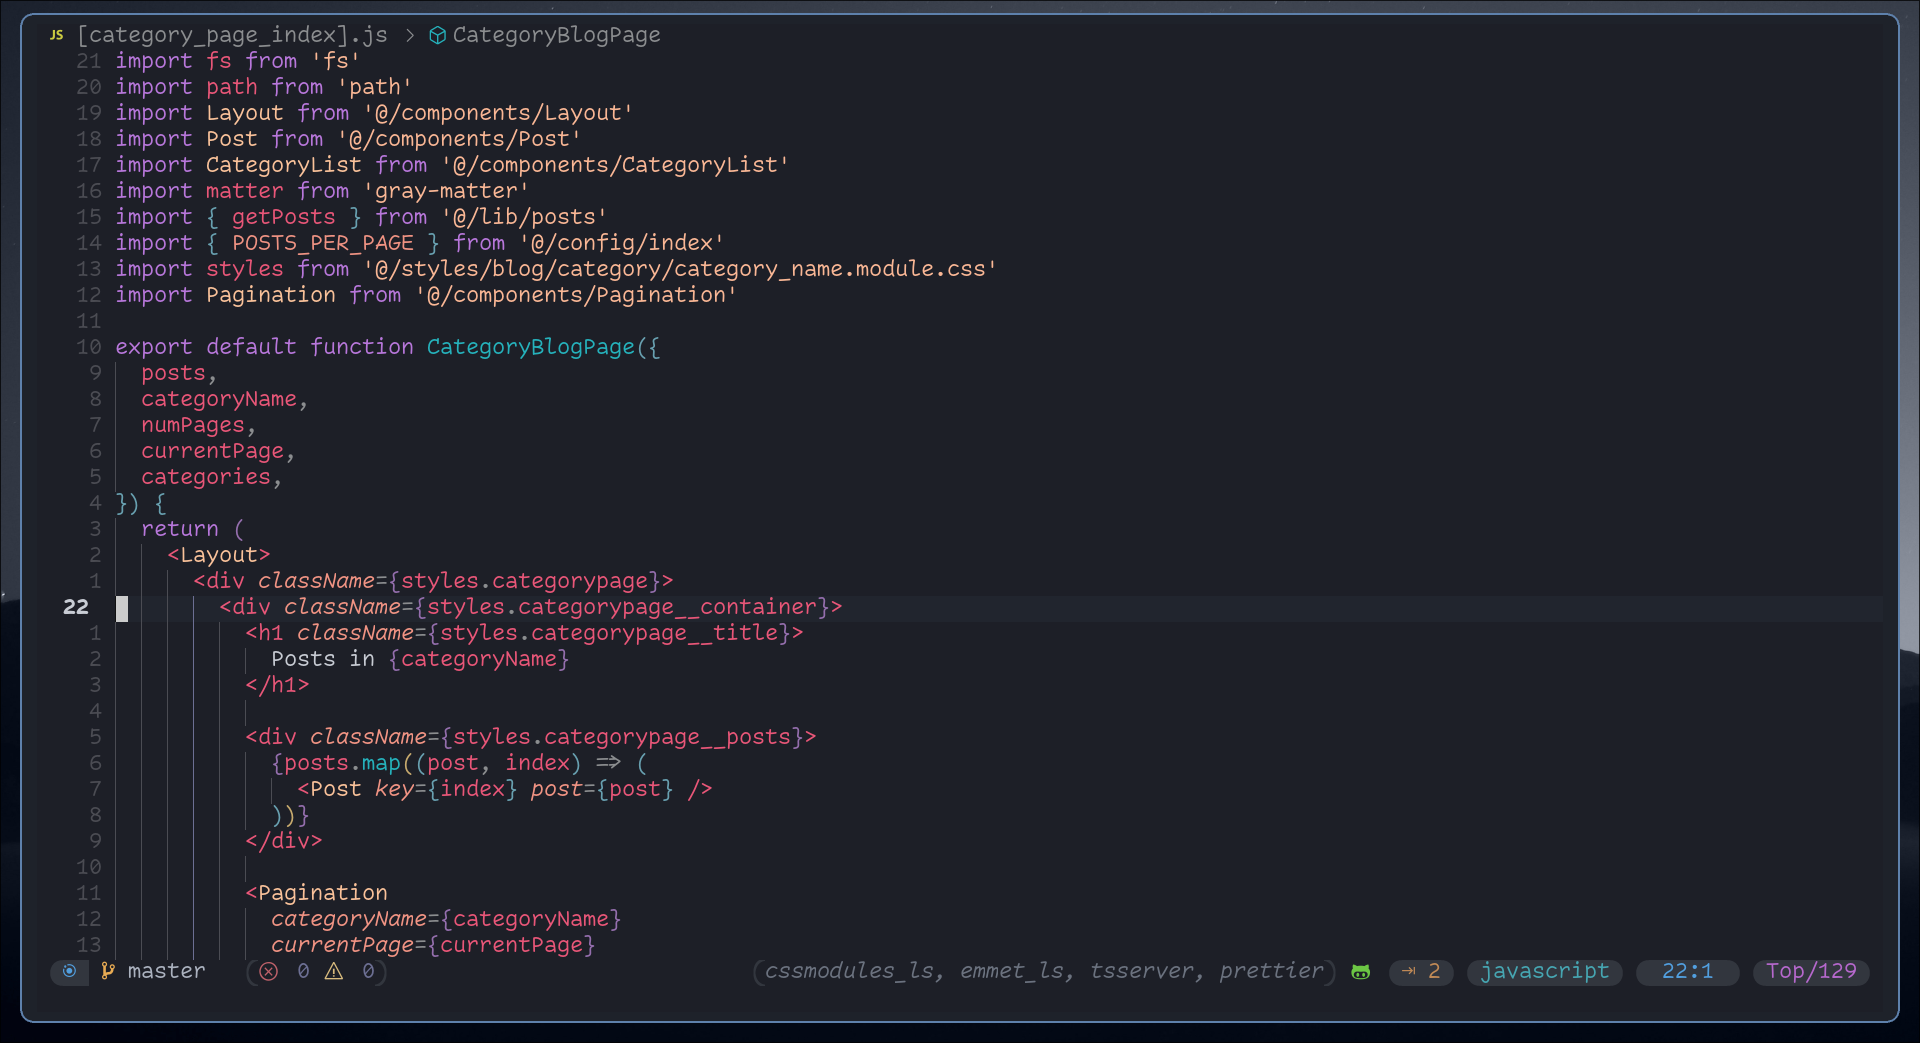 JS [category_page_index].js > CategoryBlogPage
21 import fs from 'fs'
20 import path from 'path'
19 import Layout from '@/components/Layout'
18 import Post from '@/components/Post'
17 import CategoryList from '@/components/CategoryList'
16 import matter from 'gray-matter'
15 import { getPosts } from '@/lib/posts'
14 import { POSTS_PER_PAGE } from '@/config/index'
13 import styles from '@/styles/blog/category/category_name.module.css'
12 import Pagination from '@/components/Pagination'
11
10 export default function CategoryBlogPage({
9   posts,
8   categoryName,
7   numPages,
6   currentPage,
5   categories,
4 }) {
3   return (
2     <Layout>
1       <div className={styles.categorypage}>
22         <div className={styles.categorypage__container}>
1           <h1 className={styles.categorypage__title}>
2             Posts in {categoryName}
3           </h1>
4
5           <div className={styles.categorypage__posts}>
6             {posts.map((post, index) => (
7               <Post key={index} post={post} />
8             ))}
9           </div>
10
11           <Pagination
12             categoryName={categoryName}
13             currentPage={currentPage}
master ( 0 0) (cssmodules_ls, emmet_ls, tsserver, prettier) 2 javascript 22:1 Top/129